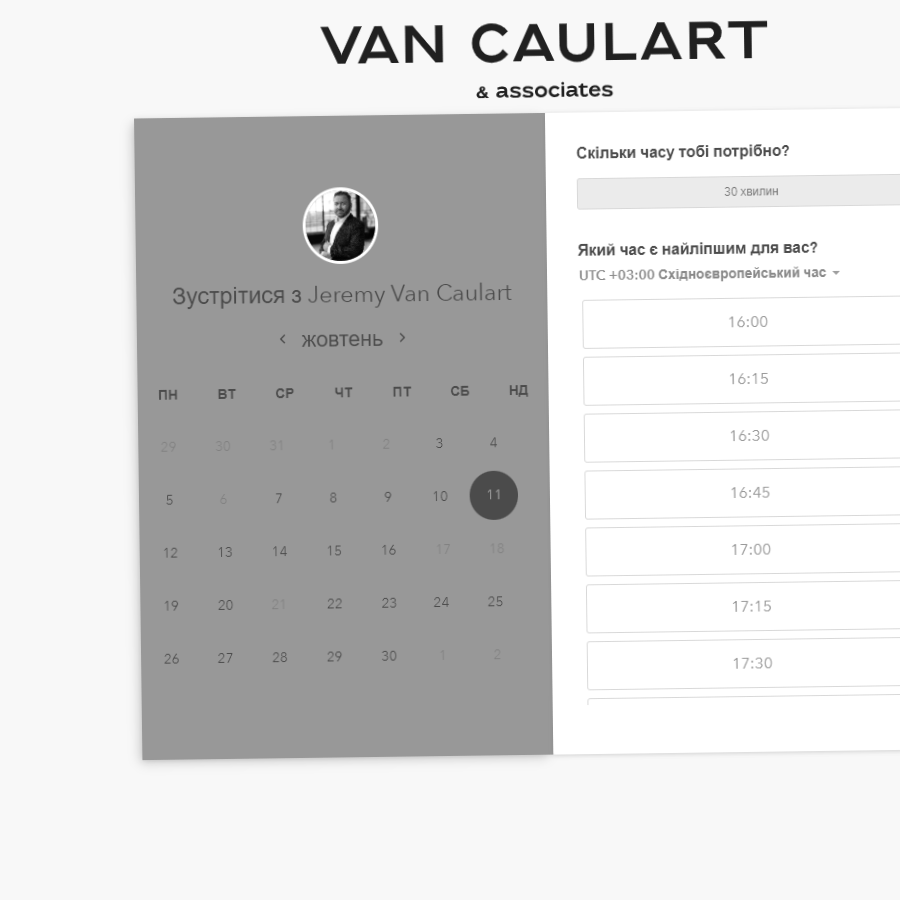 VAN CAULART
& associates
Зустрітися з Jeremy Van Caulart
жовтень
ПН ВТ СР ЧТ ПТ СБ НД
29 30 31 1 2 3 4
5 6 7 8 9 10 11
12 13 14 15 16 17 18
19 20 21 22 23 24 25
26 27 28 29 30 1 2
Скільки часу тобі потрібно?
30 хвилин
Який час є найліпшим для вас?
UTC +03:00 Східноєвропейський час
16:00
16:15
16:30
16:45
17:00
17:15
17:30